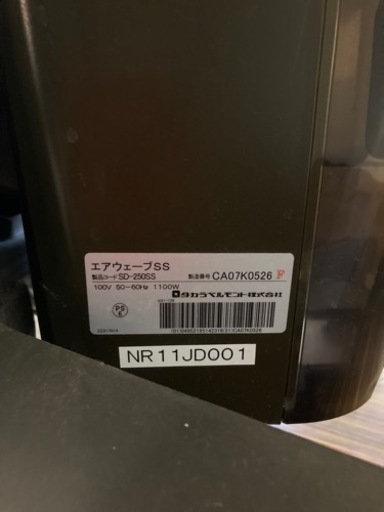 エアウェーブSS
製品コード SD-250SS 製造番号 CA07K0526 F
100V 50-60Hz 1100W
タカラベルモント株式会社
PS
E
NR11JD001